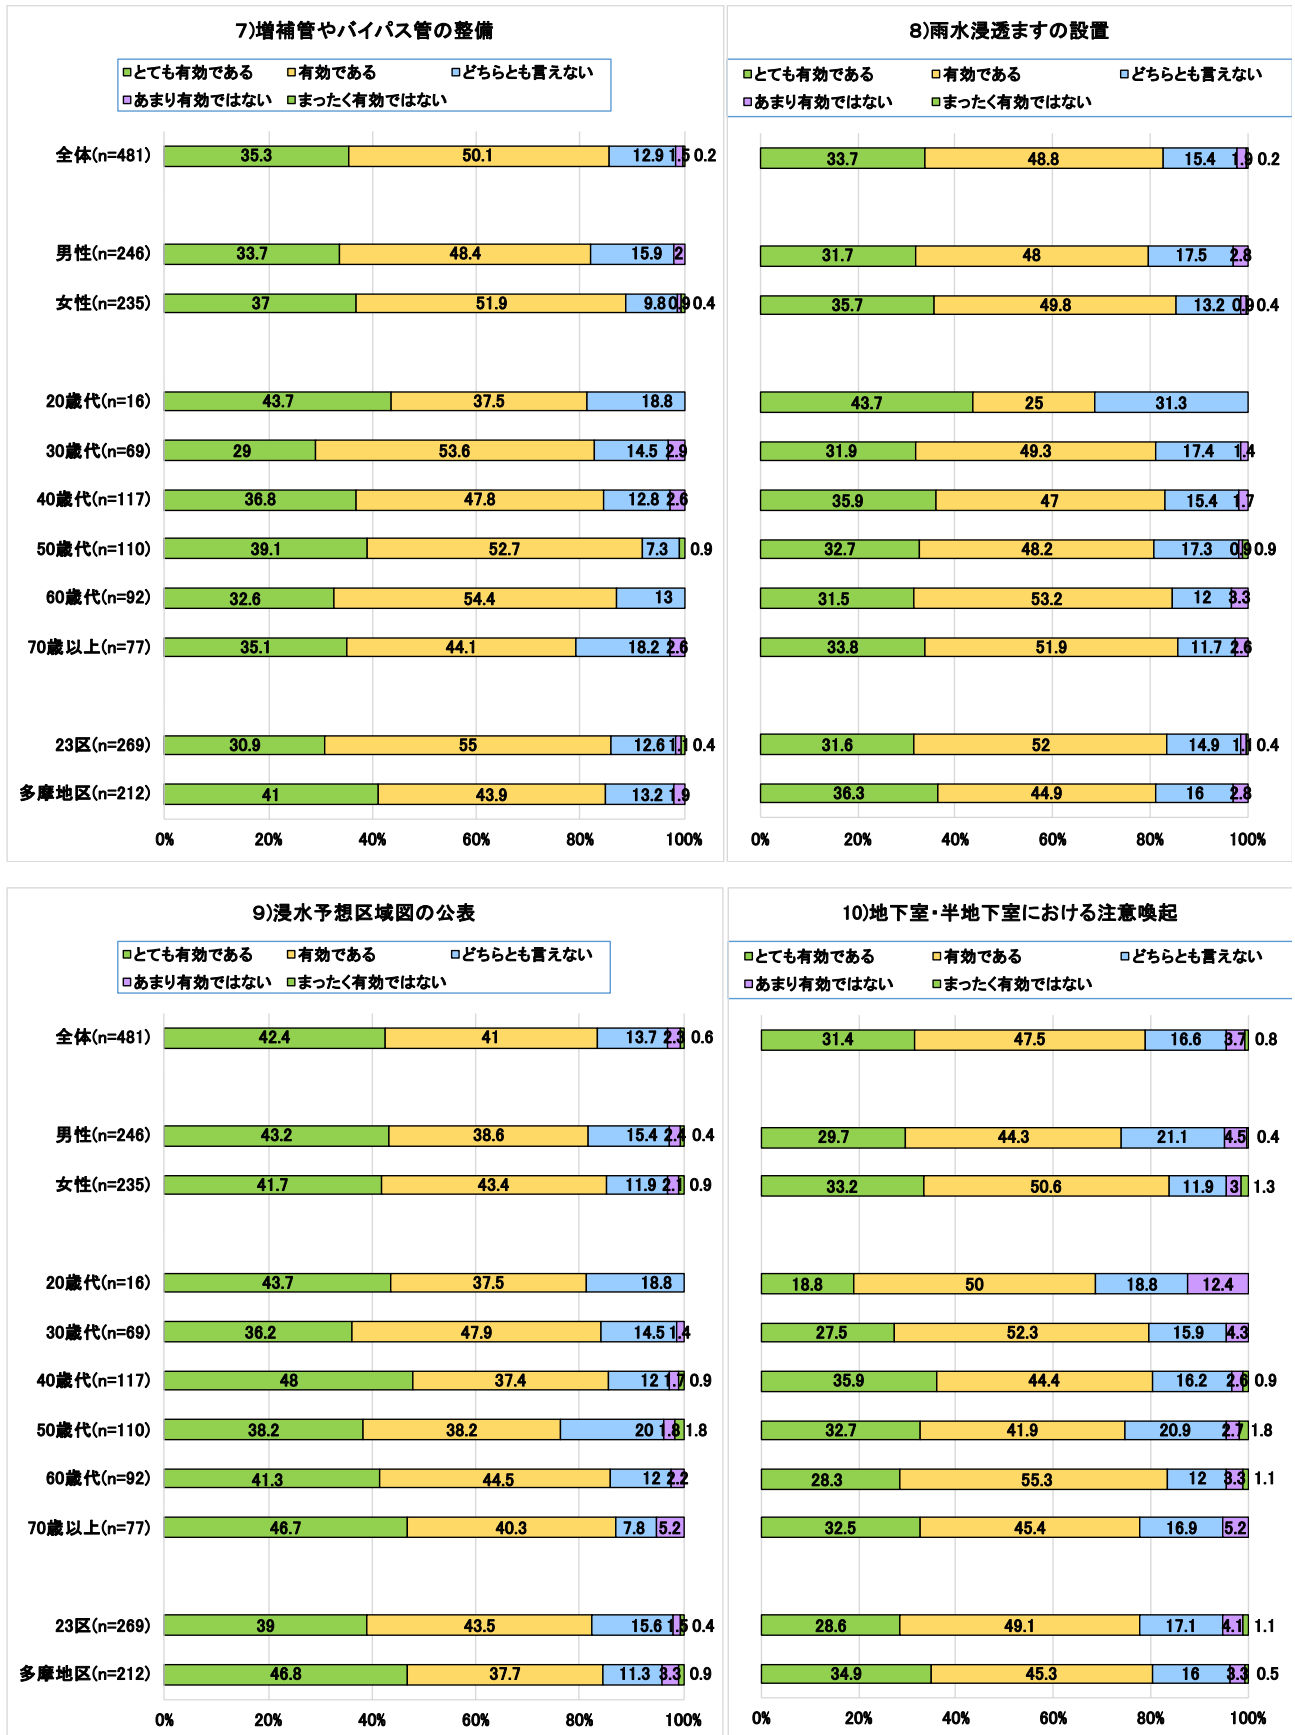 7)増補管やバイパス管の整備
とても有効である 有効である どちらとも言えない
あまり有効ではない まったく有効ではない
全体(n=481) 35.3 50.1 12.9 1.5 0.2
男性(n=246) 33.7 48.4 15.9 2
女性(n=235) 37 51.9 9.8 0.9 0.4
20歳代(n=16) 43.7 37.5 18.8
30歳代(n=69) 29 53.6 14.5 2.9
40歳代(n=117) 36.8 47.8 12.8 2.6
50歳代(n=110) 39.1 52.7 7.3 0.9
60歳代(n=92) 32.6 54.4 13
70歳以上(n=77) 35.1 44.1 18.2 2.6
23区(n=269) 30.9 55 12.6 1.1 0.4
多摩地区(n=212) 41 43.9 13.2 1.9
0% 20% 40% 60% 80% 100%
8)雨水浸透ますの設置
とても有効である 有効である どちらとも言えない
あまり有効ではない まったく有効ではない
33.7 48.8 15.4 1.9 0.2
31.7 48 17.5 2.8
35.7 49.8 13.2 0.9 0.4
43.7 25 31.3
31.9 49.3 17.4 1.4
35.9 47 15.4 1.7
32.7 48.2 17.3 0.9 0.9
31.5 53.2 12 3.3
33.8 51.9 11.7 2.6
31.6 52 14.9 1.1 0.4
36.3 44.9 16 2.8
0% 20% 40% 60% 80% 100%
9)浸水予想区域図の公表
とても有効である 有効である どちらとも言えない
あまり有効ではない まったく有効ではない
全体(n=481) 42.4 41 13.7 2.3 0.6
男性(n=246) 43.2 38.6 15.4 2.4 0.4
女性(n=235) 41.7 43.4 11.9 2.1 0.9
20歳代(n=16) 43.7 37.5 18.8
30歳代(n=69) 36.2 47.9 14.5 1.4
40歳代(n=117) 48 37.4 12 1.7 0.9
50歳代(n=110) 38.2 38.2 20 1.8 1.8
60歳代(n=92) 41.3 44.5 12 2.2
70歳以上(n=77) 46.7 40.3 7.8 5.2
23区(n=269) 39 43.5 15.6 1.5 0.4
多摩地区(n=212) 46.8 37.7 11.3 3.3 0.9
0% 20% 40% 60% 80% 100%
10)地下室・半地下室における注意喚起
とても有効である 有効である どちらとも言えない
あまり有効ではない まったく有効ではない
31.4 47.5 16.6 3.7 0.8
29.7 44.3 21.1 4.5 0.4
33.2 50.6 11.9 3 1.3
18.8 50 18.8 12.4
27.5 52.3 15.9 4.3
35.9 44.4 16.2 2.6 0.9
32.7 41.9 20.9 2.7 1.8
28.3 55.3 12 3.3 1.1
32.5 45.4 16.9 5.2
28.6 49.1 17.1 4.1 1.1
34.9 45.3 16 3.3 0.5
0% 20% 40% 60% 80% 100%